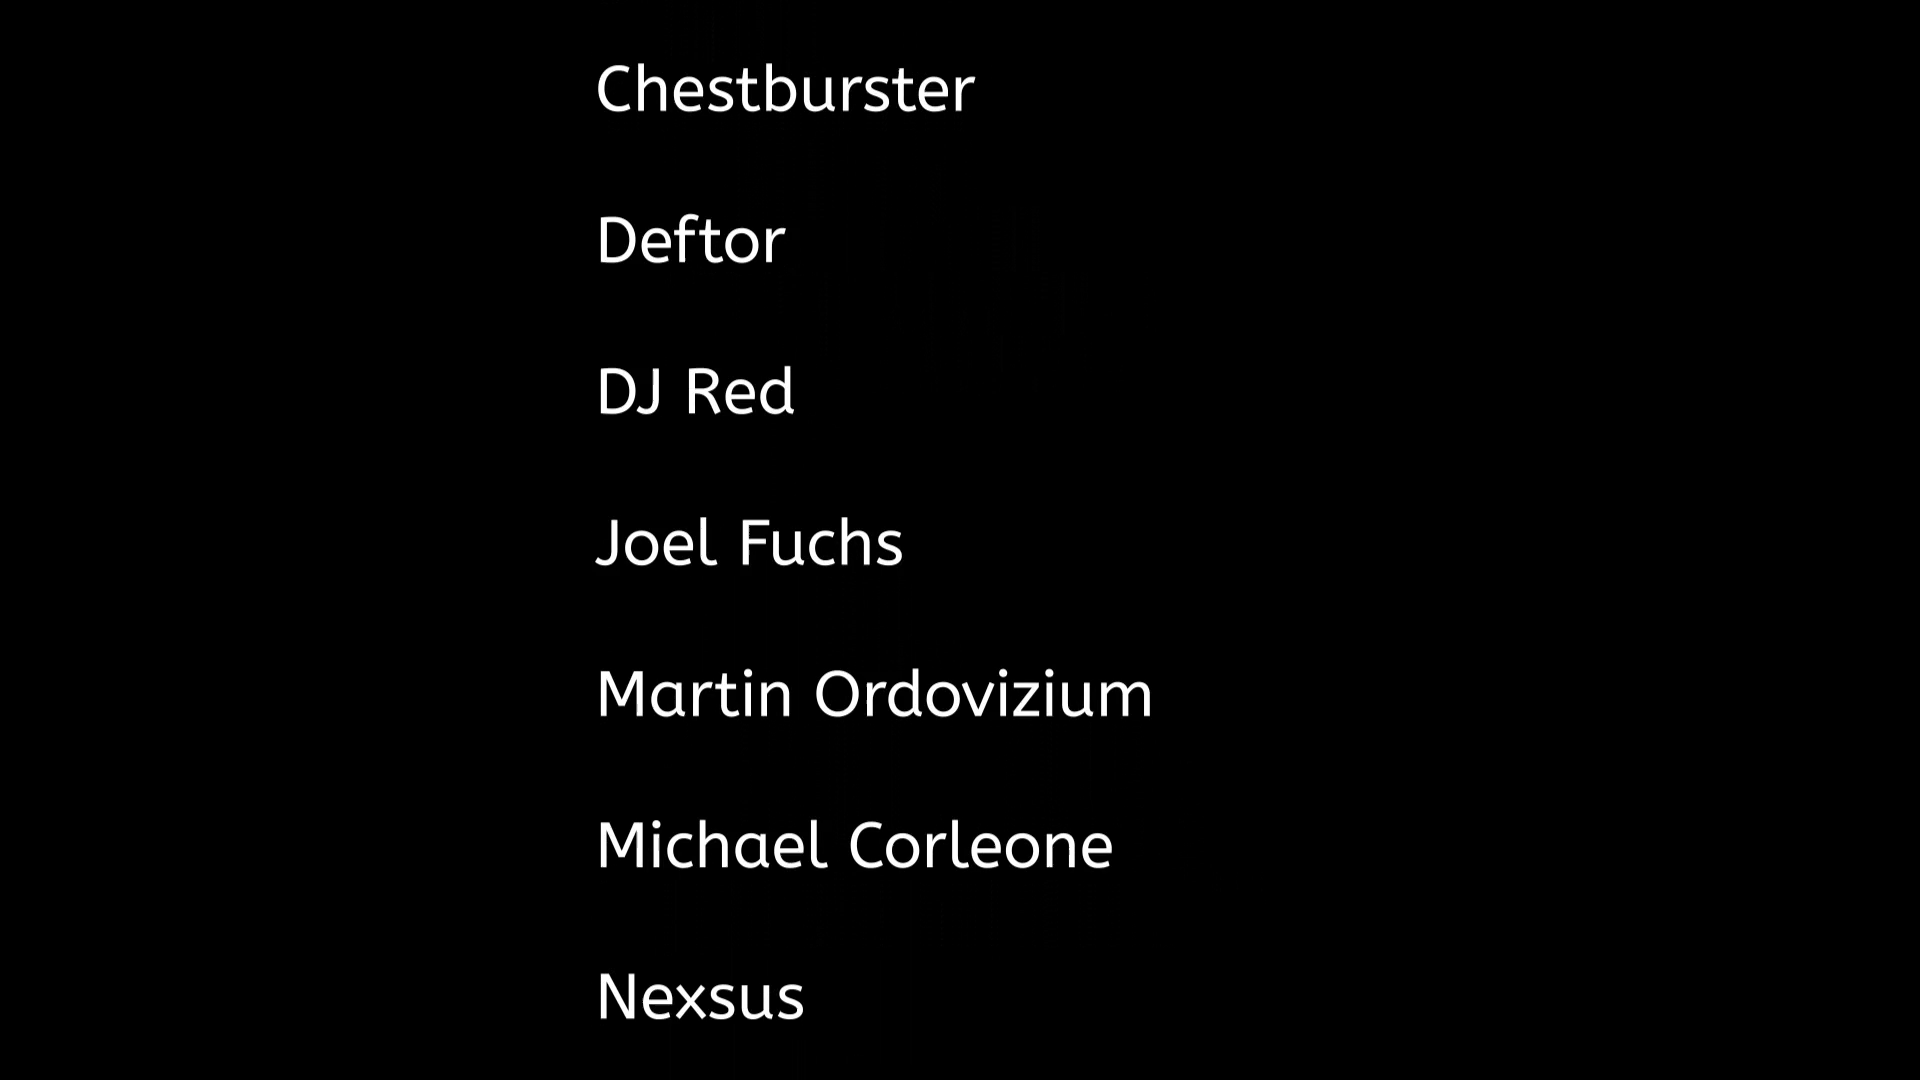 Chestburster
Deftor
DJ Red
Joel Fuchs
Martin Ordovizium
Michael Corleone
Nexsus